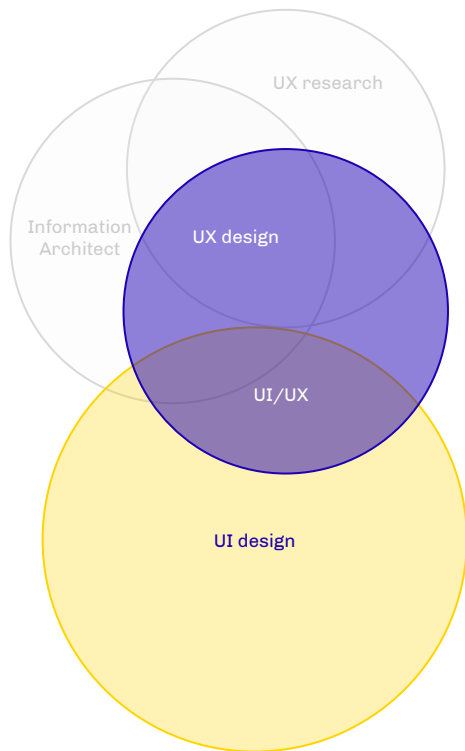 UX research
Information
Architect
UX design
UI/UX
UI design